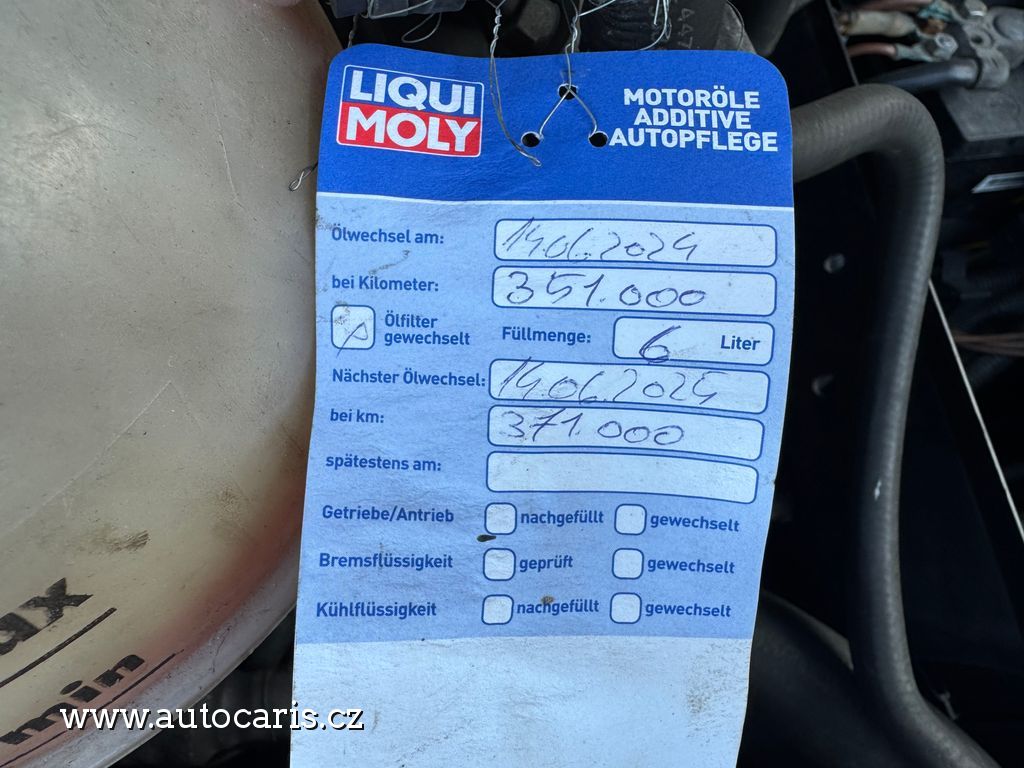 LIQUI
MOLY
MOTORÖLE
ADDITIVE
AUTOPFLEGE
Ölwechsel am: 14.06.2024
bei Kilometer: 351.000
Ölfilter
gewechselt
Füllmenge: 6 Liter
Nächster Ölwechsel: 14.06.2025
bei km: 371.000
spätestens am:
Getriebe/Antrieb nachgefüllt gewechselt
Bremsflüssigkeit geprüft gewechselt
Kühlflüssigkeit nachgefüllt gewechselt
min
www.autocaris.cz